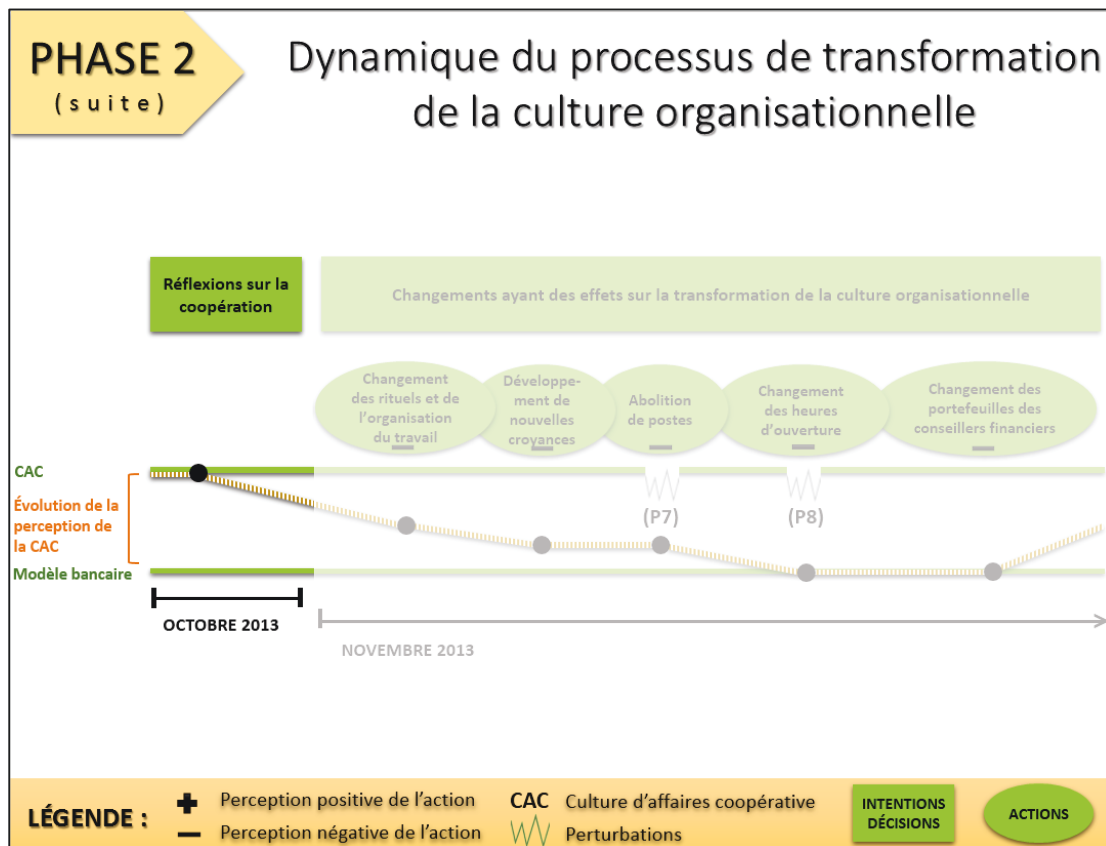 PHASE 2
(suite)
Dynamique du processus de transformation
de la culture organisationnelle
Réflexions sur la
coopération
Changements ayant des effets sur la transformation de la culture organisationnelle
Changement
des rituels et de
l'organisation
du travail
Développe-
ment de
nouvelles
croyances
Abolition
de postes
Changement
des heures
d'ouverture
Changement des
portefeuilles des
conseillers financiers
CAC
Évolution de la
perception de
la CAC
Modèle bancaire
(P7)
(P8)
OCTOBRE 2013
NOVEMBRE 2013
LÉGENDE :
Perception positive de l'action
Perception négative de l'action
CAC Culture d'affaires coopérative
Perturbations
INTENTIONS
DÉCISIONS
ACTIONS